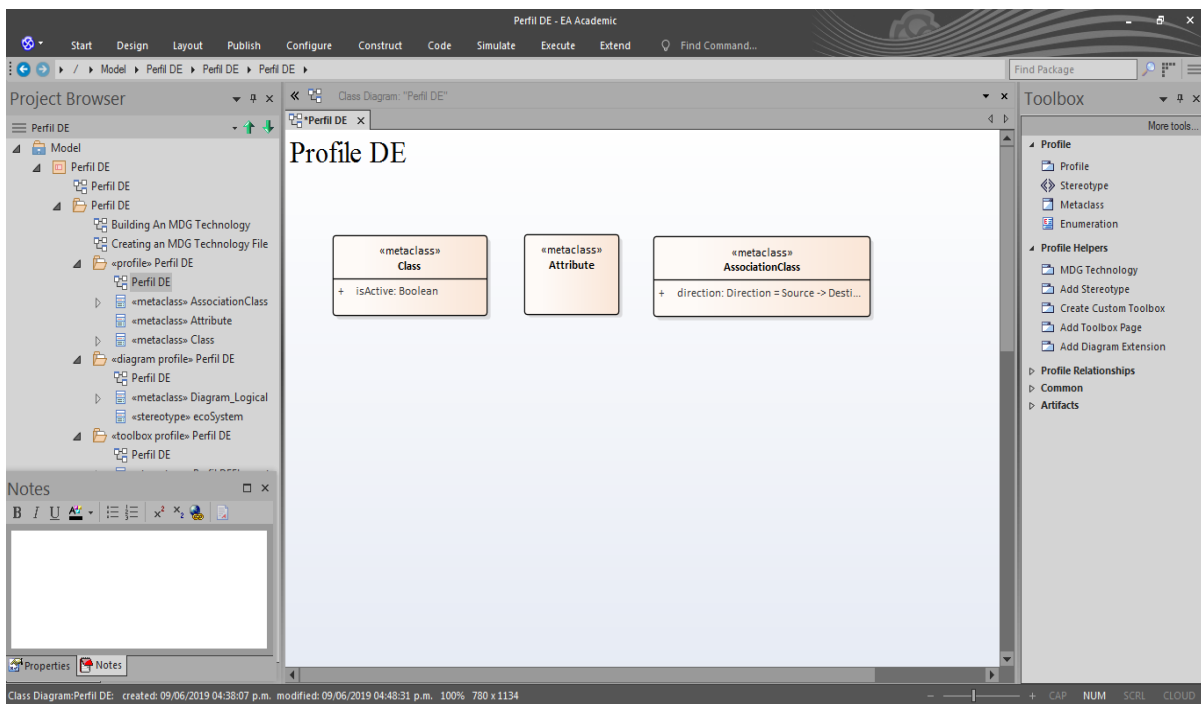 Perfil DE - EA Academic
Start Design Layout Publish Configure Construct Code Simulate Execute Extend Find Command...
/ Model Perfil DE Perfil DE Perfil DE
Find Package
Project Browser
Perfil DE
Model
Perfil DE
Perfil DE
Perfil DE
Building An MDG Technology
Creating an MDG Technology File
«profile» Perfil DE
Perfil DE
«metaclass» AssociationClass
«metaclass» Attribute
«metaclass» Class
«diagram profile» Perfil DE
Perfil DE
«metaclass» Diagram_Logical
«stereotype» ecoSystem
«toolbox profile» Perfil DE
Perfil DE
Notes
B I U
Properties Notes
Class Diagram: "Perfil DE"
*Perfil DE
Profile DE
«metaclass»
Class
+ isActive: Boolean
«metaclass»
Attribute
«metaclass»
AssociationClass
+ direction: Direction = Source -> Desti...
Toolbox
More tools...
Profile
Profile
Stereotype
Metaclass
Enumeration
Profile Helpers
MDG Technology
Add Stereotype
Create Custom Toolbox
Add Toolbox Page
Add Diagram Extension
Profile Relationships
Common
Artifacts
Class Diagram:Perfil DE: created: 09/06/2019 04:38:07 p.m. modified: 09/06/2019 04:48:31 p.m. 100% 780 x 1134
CAP NUM SCRL CLOUD